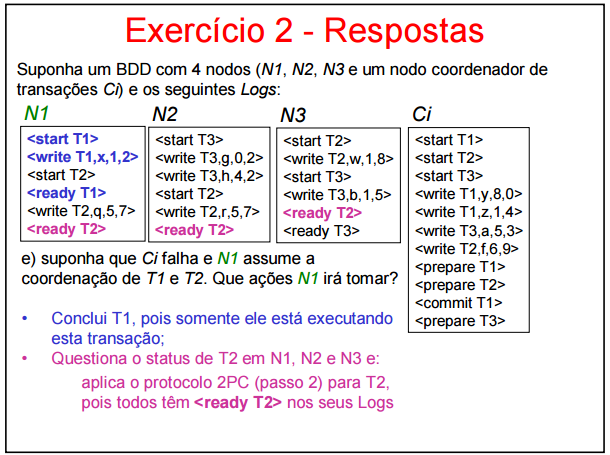 Exercício 2 - Respostas
Suponha um BDD com 4 nodos (N1, N2, N3 e um nodo coordenador de
transações Ci) e os seguintes Logs:
N1
<start T1>
<write T1,x,1,2>
<start T2>
<ready T1>
<write T2,q,5,7>
<ready T2>
N2
<start T3>
<write T3,g,0,2>
<write T3,h,4,2>
<start T2>
<write T2,r,5,7>
<ready T2>
N3
<start T2>
<write T2,w,1,8>
<start T3>
<write T3,b,1,5>
<ready T2>
<ready T3>
Ci
<start T1>
<start T2>
<start T3>
<write T1,y,8,0>
<write T1,z,1,4>
<write T3,a,5,3>
<write T2,f,6,9>
<prepare T1>
<prepare T2>
<commit T1>
<prepare T3>
e) suponha que Ci falha e N1 assume a
coordenação de T1 e T2. Que ações N1 irá tomar?
• Conclui T1, pois somente ele está executando
esta transação;
• Questiona o status de T2 em N1, N2 e N3 e:
aplica o protocolo 2PC (passo 2) para T2,
pois todos têm <ready T2> nos seus Logs